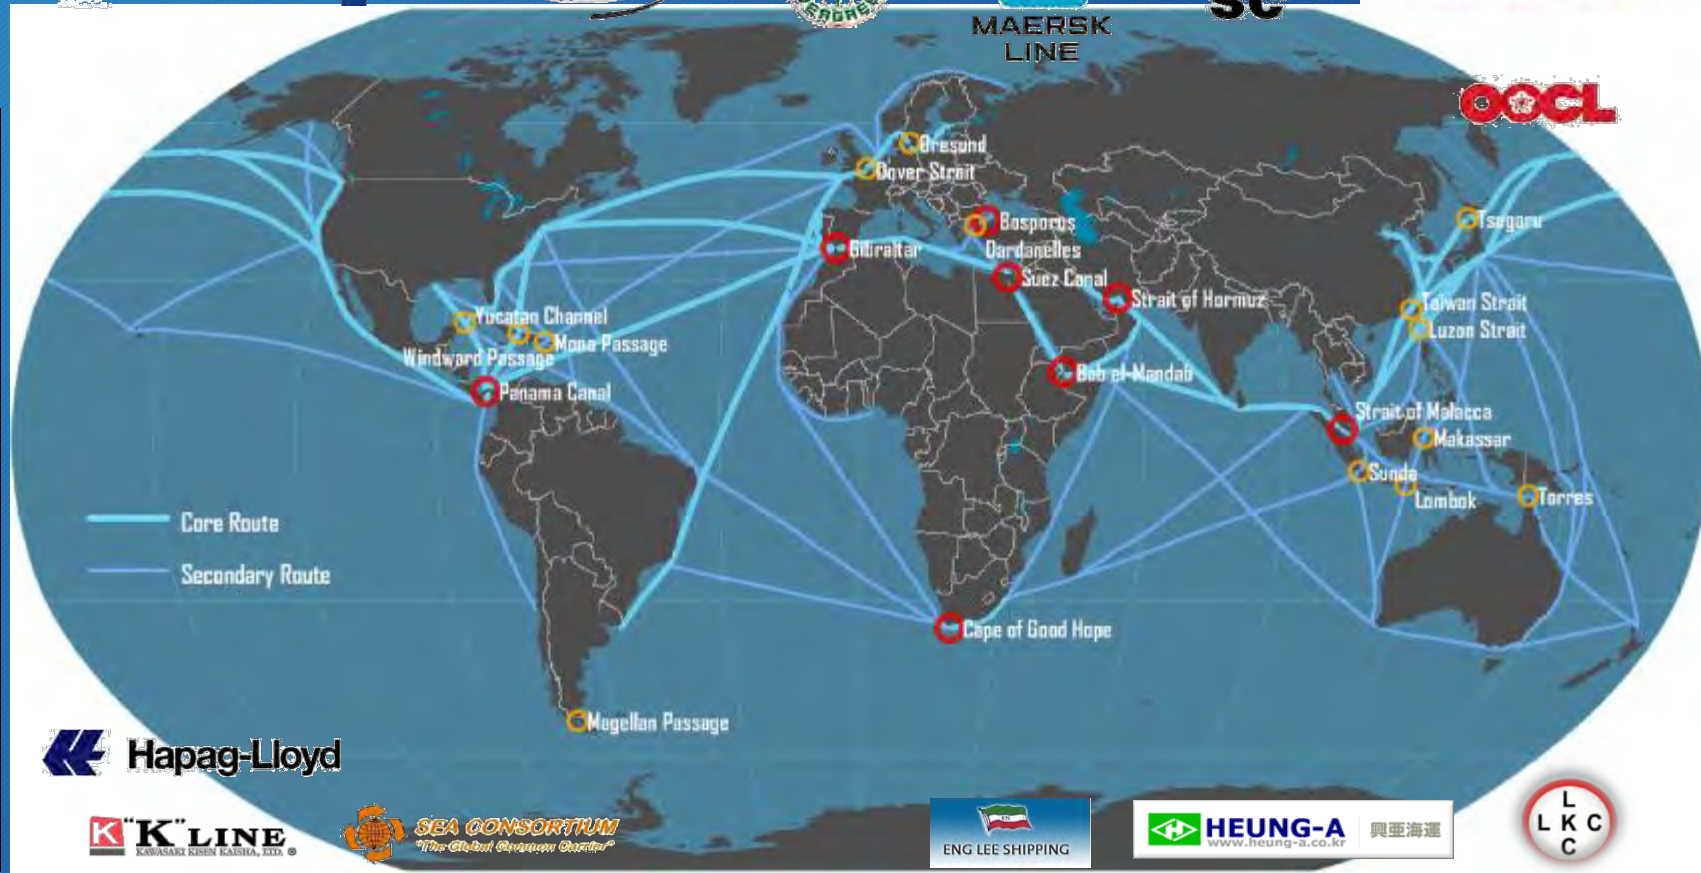 MAERSK
LINE
OOCL
Oresund
Dover Strait
Bosporus
Tsugaru
Gibraltar
Dardanelles
Suez Canal
Strait of Hormuz
Taiwan Strait
Yucatan Channel
Luzon Strait
Mona Passage
Windward Passage
Bab el-Mandab
Panama Canal
Strait of Malacca
Makassar
Sunda
Lombok
Torres
Core Route
Secondary Route
Cape of Good Hope
Magellan Passage
Hapag-Lloyd
K "K" LINE
KAWASAKI KISEN KAISHA, LTD.
SEA CONSORTIUM
"The Global Common Carrier"
ENG LEE SHIPPING
HEUNG-A 興亜海運
www.heung-a.co.kr
L
L K C
C